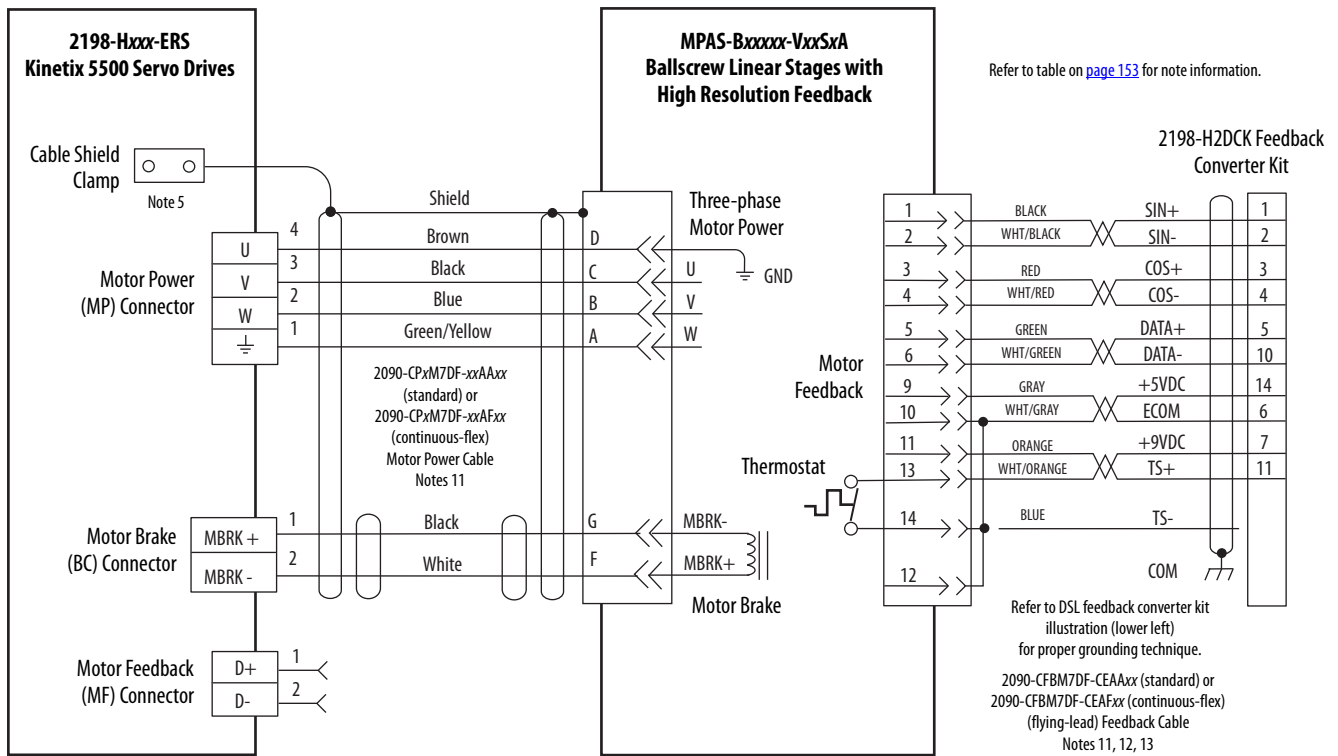 2198-Hxxx-ERS
Kinetix 5500 Servo Drives
MPAS-Bxxxxx-VxxSxA
Ballscrew Linear Stages with
High Resolution Feedback
Refer to table on page 153 for note information.
2198-H2DCK Feedback
Converter Kit
Cable Shield
Clamp
Note 5
Shield
Three-phase
Motor Power
Motor Power
(MP) Connector
U 4 Brown D GND
V 3 Black C U
W 2 Blue B V
1 Green/Yellow A W
2090-CPxM7DF-xxAAxx
(standard) or
2090-CPxM7DF-xxAFxx
(continuous-flex)
Motor Power Cable
Notes 11
Motor Brake
(BC) Connector
MBRK + 1 Black G MBRK-
MBRK - 2 White F MBRK+
Motor Brake
Motor Feedback
(MF) Connector
D+ 1
D- 2
Motor
Feedback
Thermostat
1 BLACK SIN+ 1
2 WHT/BLACK SIN- 2
3 RED COS+ 3
4 WHT/RED COS- 4
5 GREEN DATA+ 5
6 WHT/GREEN DATA- 10
9 GRAY +5VDC 14
10 WHT/GRAY ECOM 6
11 ORANGE +9VDC 7
13 WHT/ORANGE TS+ 11
14 BLUE TS-
12 COM
Refer to DSL feedback converter kit
illustration (lower left)
for proper grounding technique.
2090-CFBM7DF-CEAAxx (standard) or
2090-CFBM7DF-CEAFxx (continuous-flex)
(flying-lead) Feedback Cable
Notes 11, 12, 13